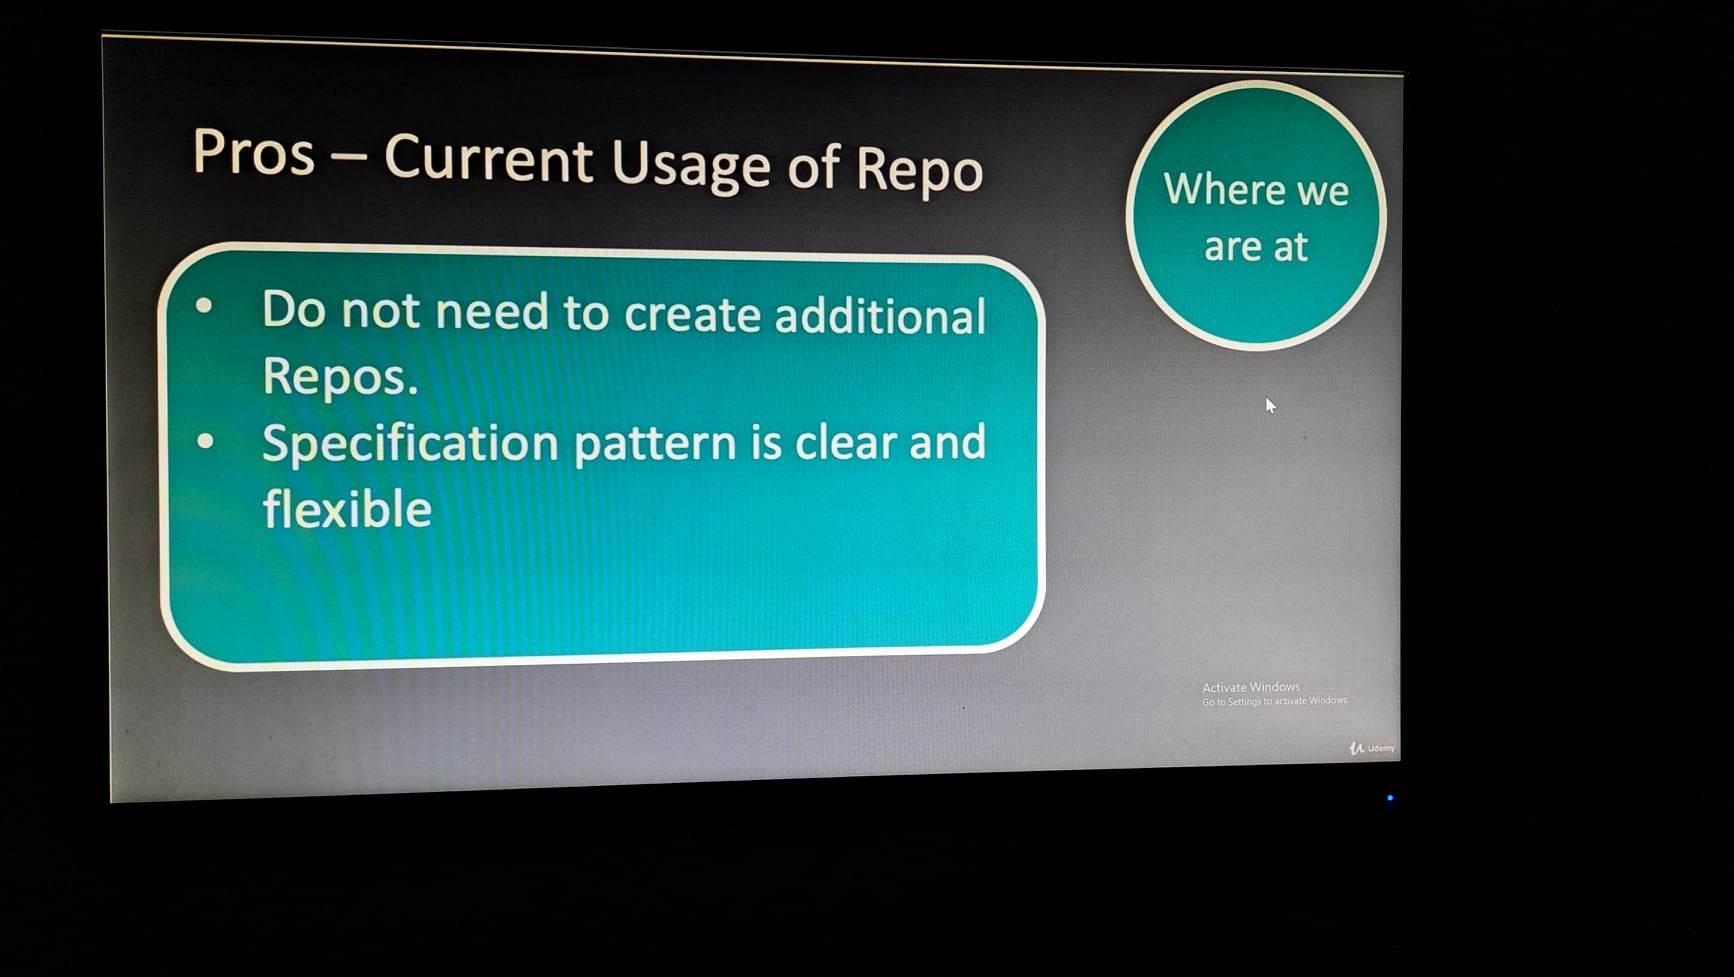 Pros – Current Usage of Repo
Where we
are at
• Do not need to create additional
Repos.
• Specification pattern is clear and
flexible
Activate Windows
Go to Settings to activate Windows.
Udemy